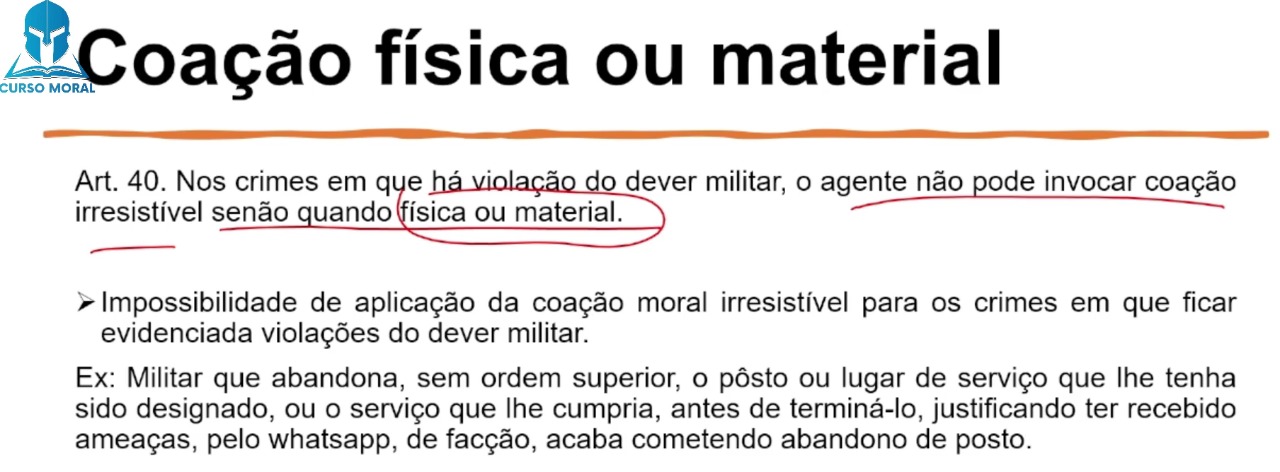 CURSO MORAL
Coação física ou material
Art. 40. Nos crimes em que há violação do dever militar, o agente não pode invocar coação
irresistível senão quando física ou material.
➤ Impossibilidade de aplicação da coação moral irresistível para os crimes em que ficar
evidenciada violações do dever militar.
Ex: Militar que abandona, sem ordem superior, o pôsto ou lugar de serviço que lhe tenha
sido designado, ou o serviço que lhe cumpria, antes de terminá-lo, justificando ter recebido
ameaças, pelo whatsapp, de facção, acaba cometendo abandono de posto.